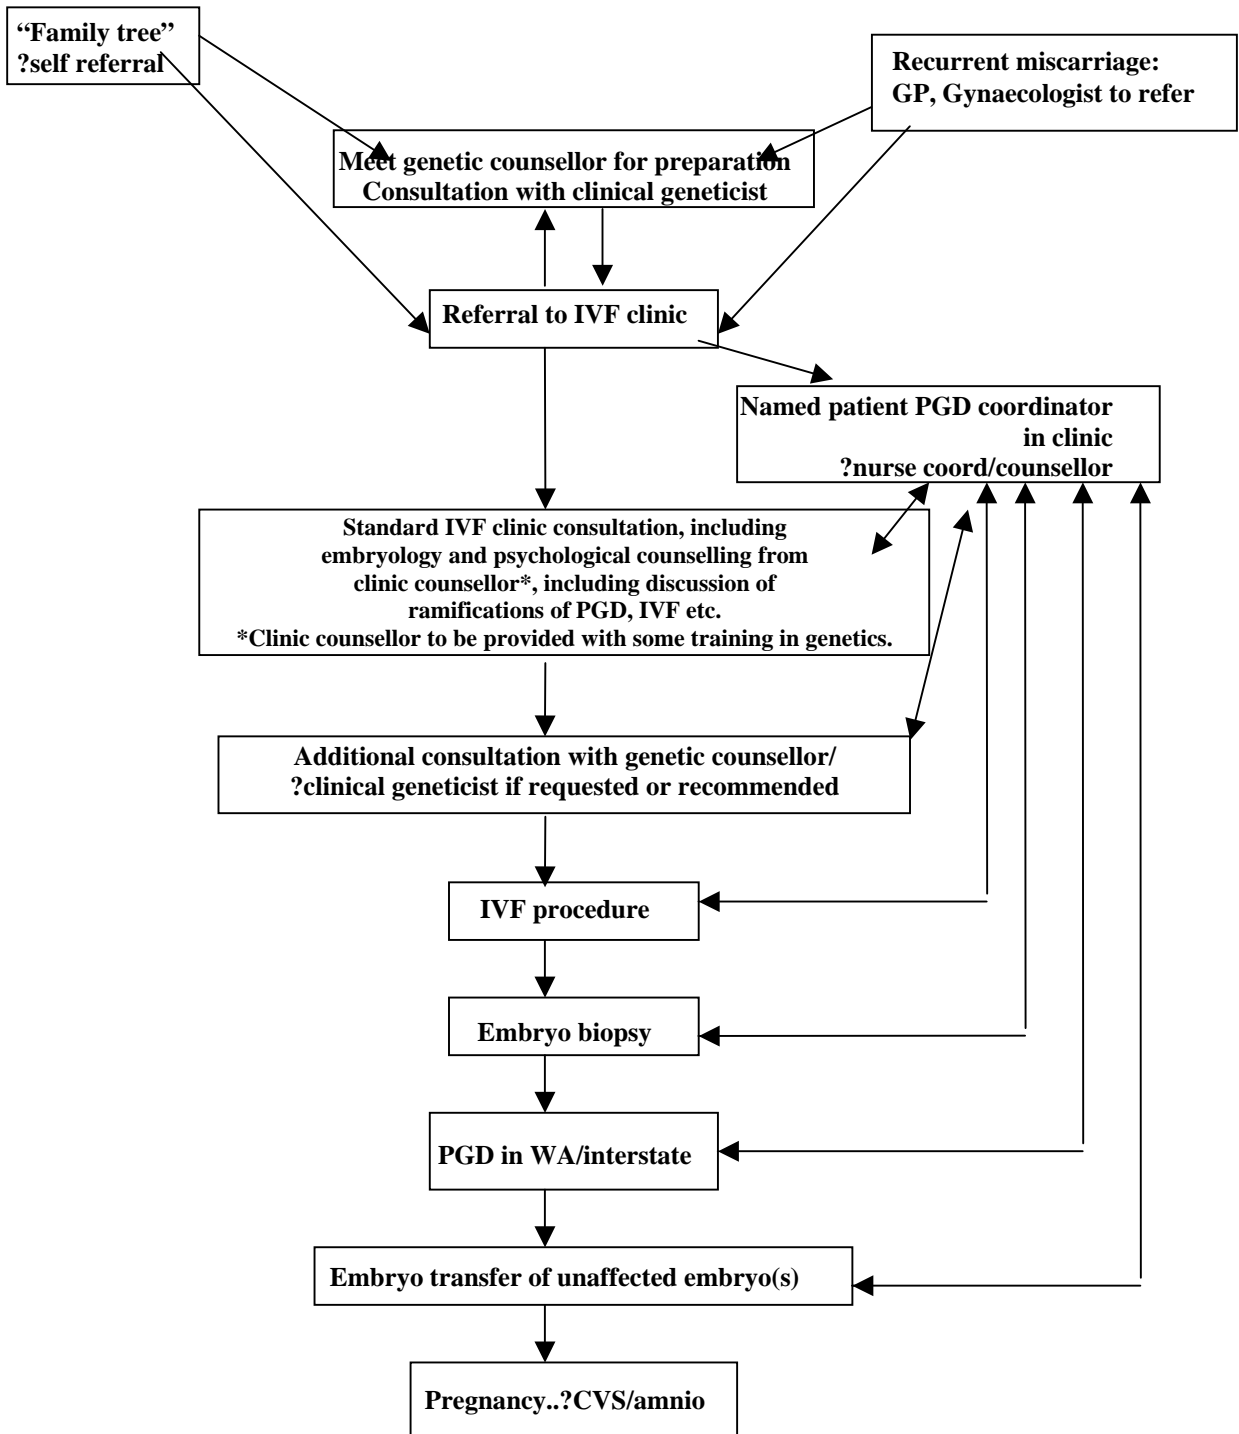 “Family tree”
?self referral
Recurrent miscarriage:
GP, Gynaecologist to refer
Meet genetic counsellor for preparation
Consultation with clinical geneticist
Referral to IVF clinic
Named patient PGD coordinator
in clinic
?nurse coord/counsellor
Standard IVF clinic consultation, including
embryology and psychological counselling from
clinic counsellor*, including discussion of
ramifications of PGD, IVF etc.
*Clinic counsellor to be provided with some training in genetics.
Additional consultation with genetic counsellor/
?clinical geneticist if requested or recommended
IVF procedure
Embryo biopsy
PGD in WA/interstate
Embryo transfer of unaffected embryo(s)
Pregnancy..?CVS/amnio